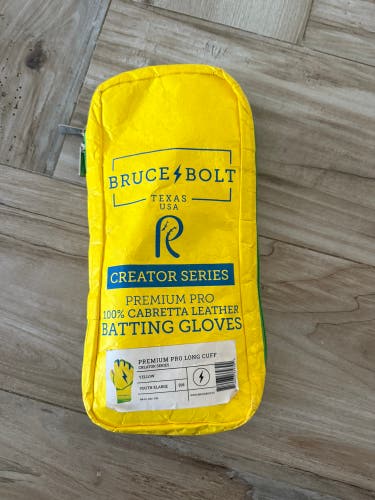 BRUCE BOLT
TEXAS
USA
R
CREATOR SERIES
PREMIUM PRO
100% CABRETTA LEATHER
BATTING GLOVES
PREMIUM PRO LONG CUFF
CREATOR SERIES
YELLOW
YOUTH XLARGE